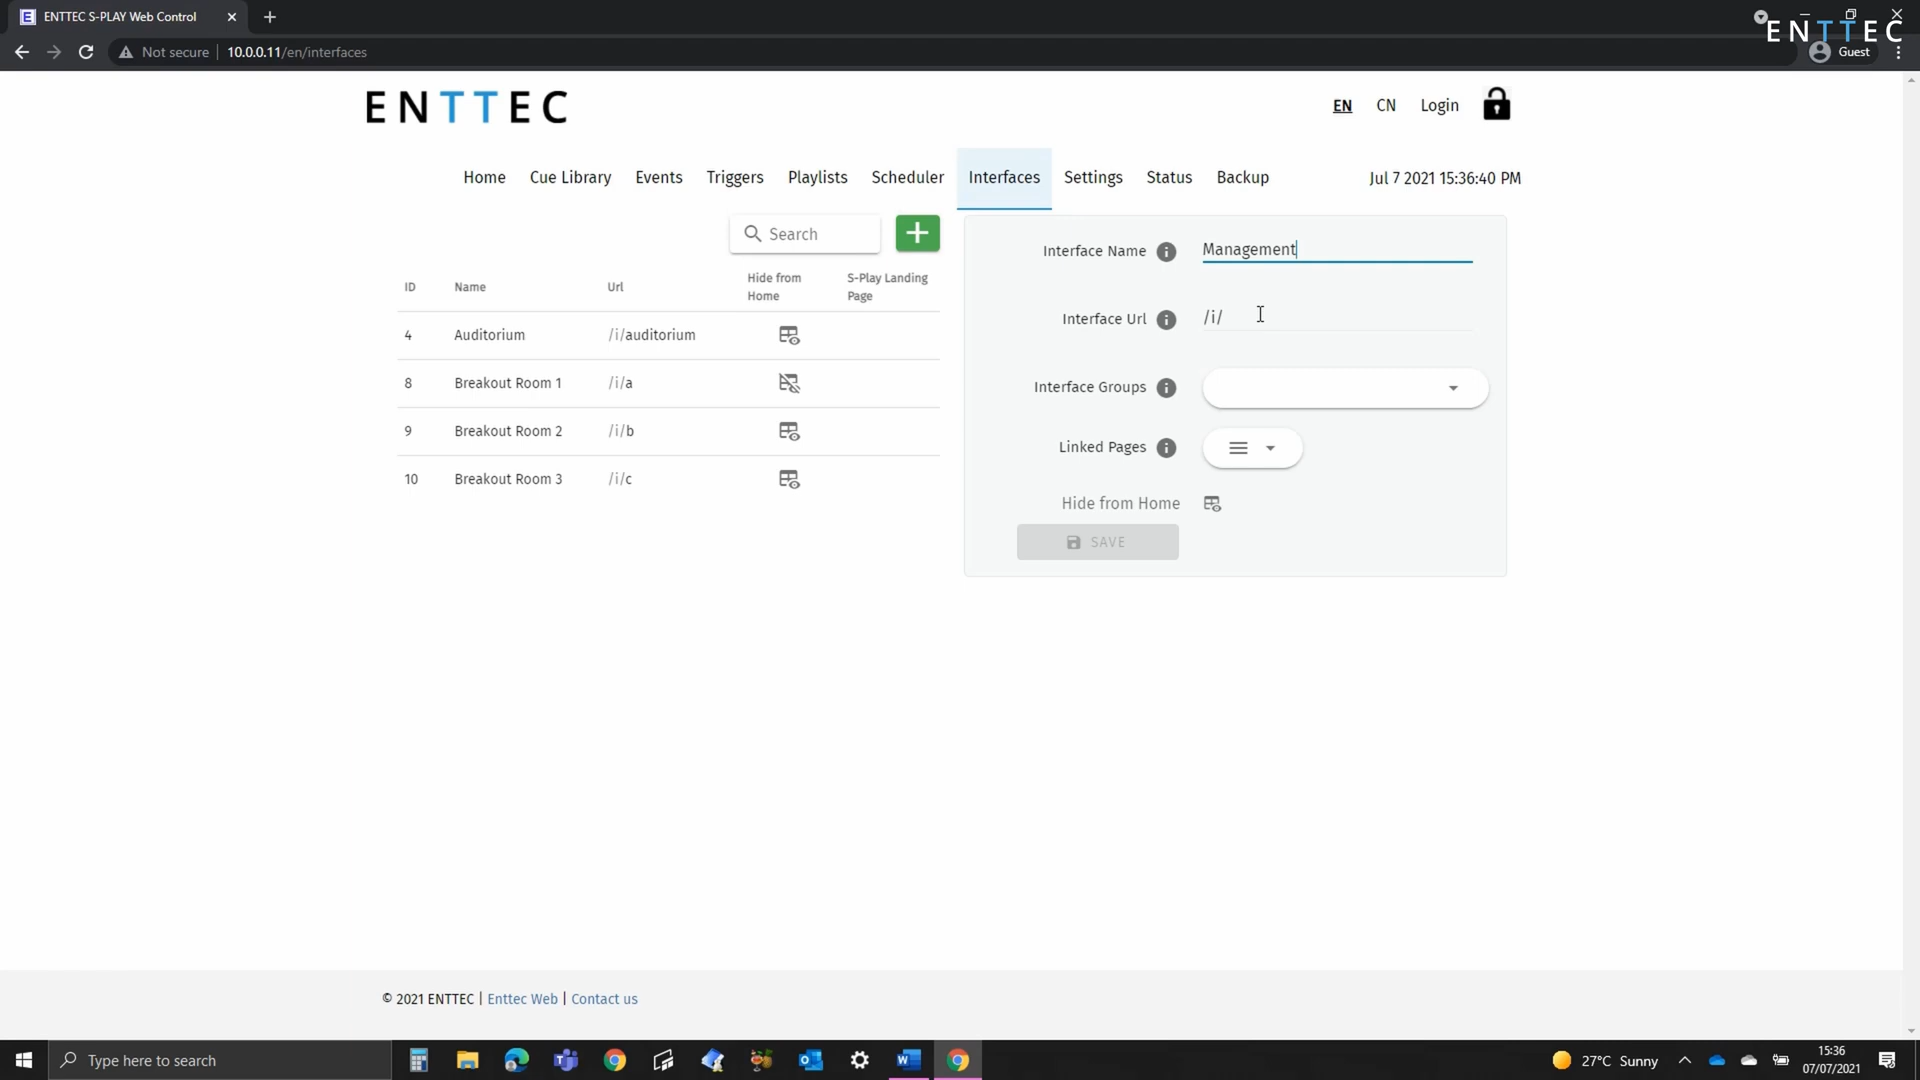 ENTTEC S-PLAY Web Control
ENTTEC
Not secure 10.0.0.11/en/interfaces
Guest
ENTTEC
EN CN Login
Home Cue Library Events Triggers Playlists Scheduler Interfaces Settings Status Backup Jul 7 2021 15:36:40 PM
Search
ID Name Url Hide from Home S-Play Landing Page
4 Auditorium /i/auditorium
8 Breakout Room 1 /i/a
9 Breakout Room 2 /i/b
10 Breakout Room 3 /i/c
Interface Name Management
Interface Url /i/
Interface Groups
Linked Pages
Hide from Home
SAVE
© 2021 ENTTEC | Enttec Web | Contact us
Type here to search
27°C Sunny
15:36
07/07/2021